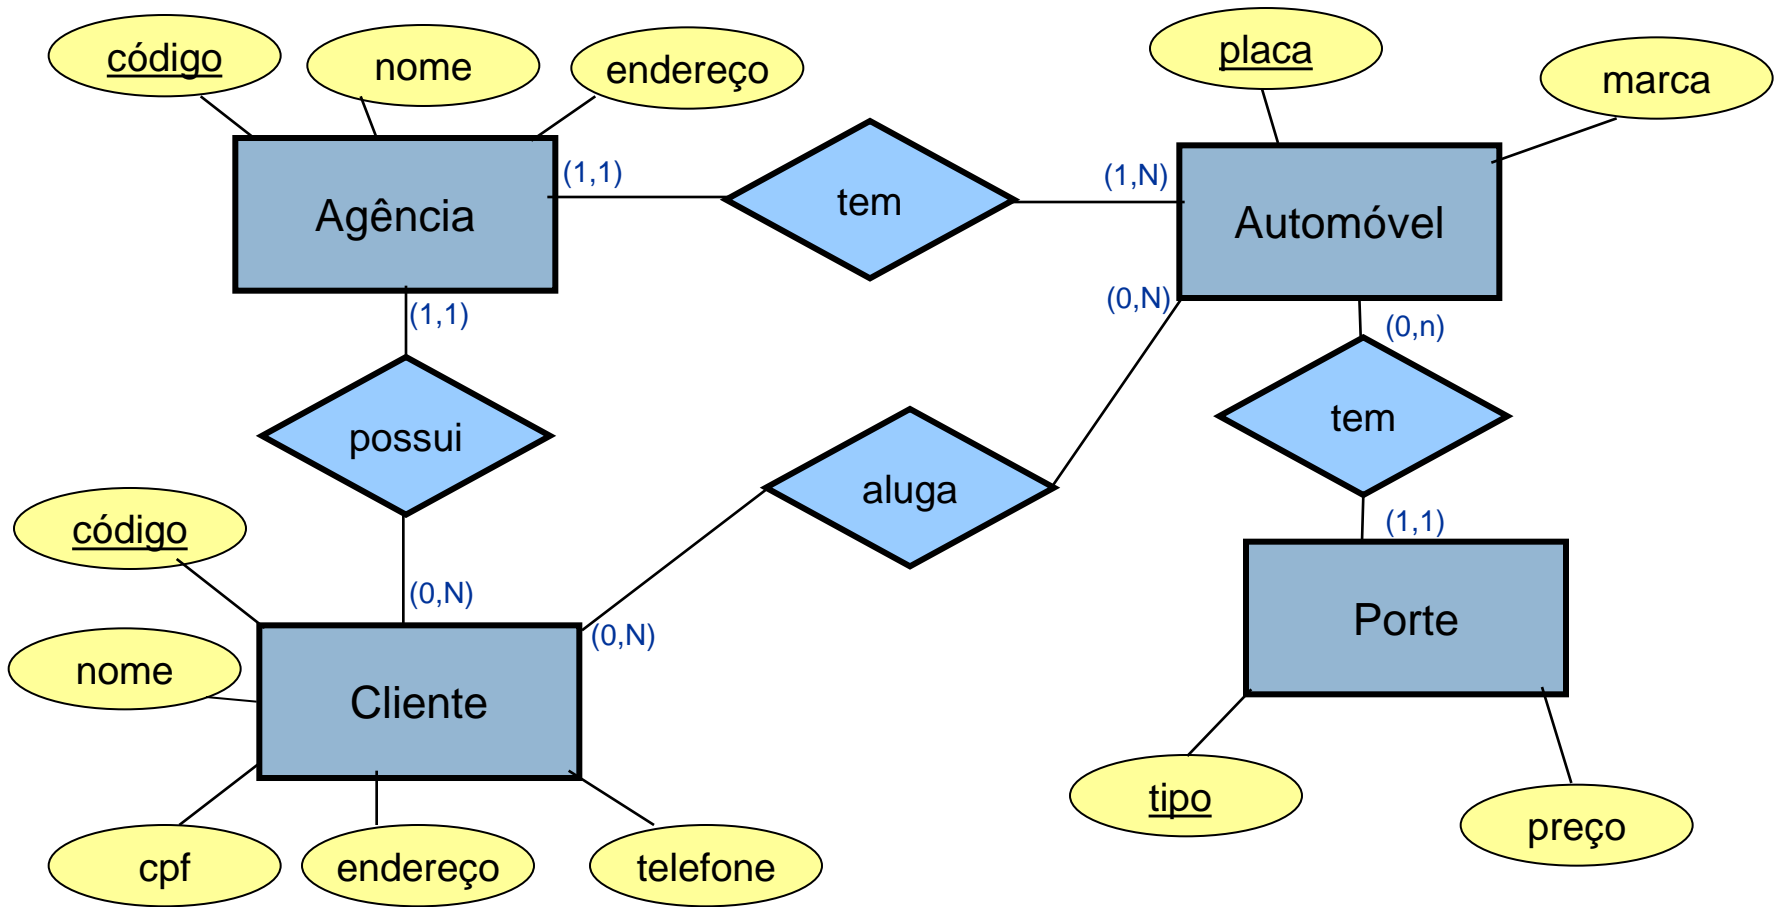 código
nome
endereço
placa
marca
(1,1)
tem
(1,N)
Agência
Automóvel
(1,1)
(0,N)
(0,n)
possui
tem
aluga
código
(1,1)
(0,N)
(0,N)
Porte
nome
Cliente
tipo
preço
cpf
endereço
telefone